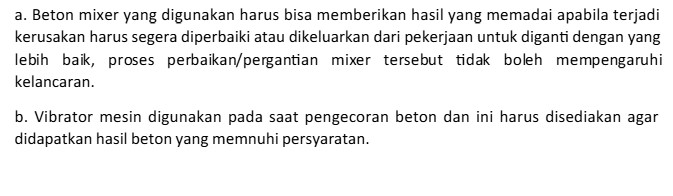 a. Beton mixer yang digunakan harus bisa memberikan hasil yang memadai apabila terjadi
kerusakan harus segera diperbaiki atau dikeluarkan dari pekerjaan untuk diganti dengan yang
lebih baik, proses perbaikan/pergantian mixer tersebut tidak boleh mempengaruhi
kelancaran.
b. Vibrator mesin digunakan pada saat pengecoran beton dan ini harus disediakan agar
didapatkan hasil beton yang memnuhi persyaratan.